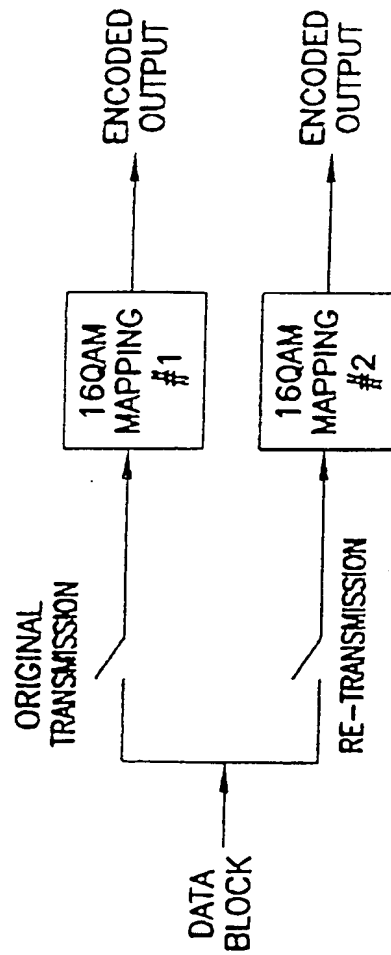 DATA
BLOCK
ORIGINAL
TRANSMISSION
16QAM
MAPPING
#1
ENCODED
OUTPUT
RE-TRANSMISSION
16QAM
MAPPING
#2
ENCODED
OUTPUT